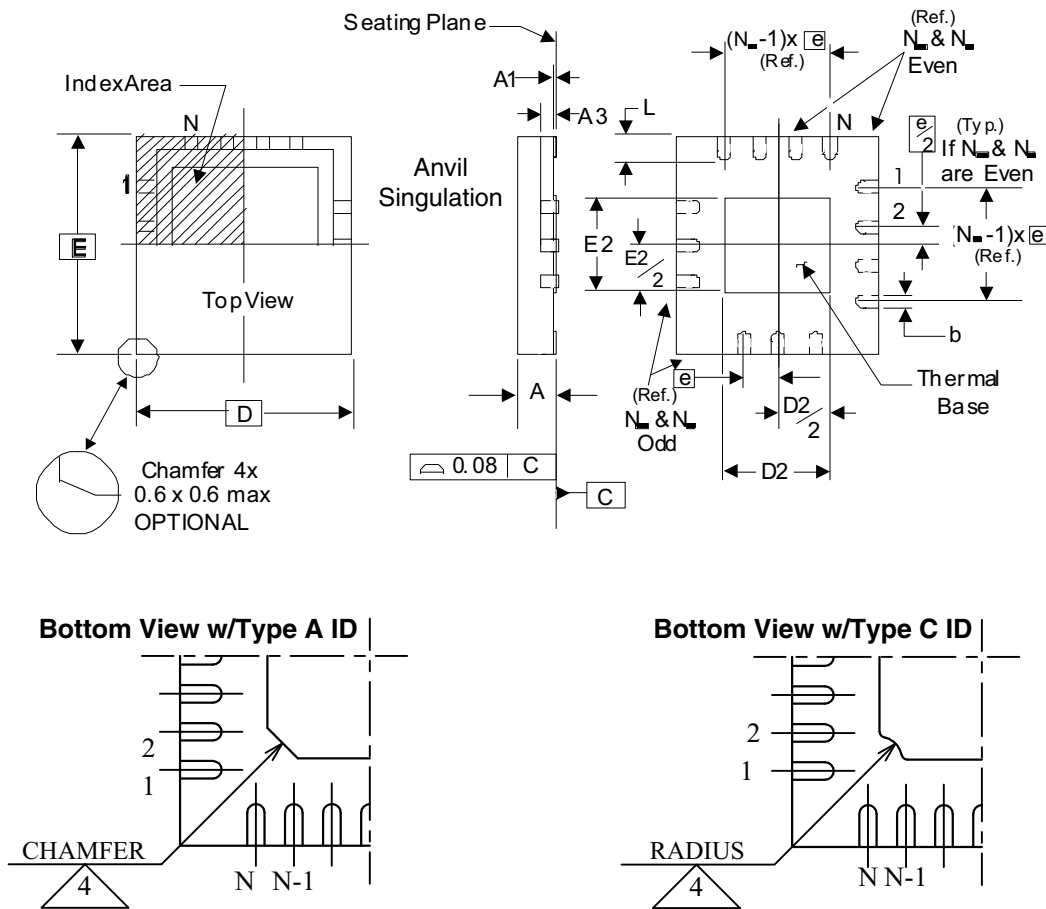 Seating Plane
(Ref.)
N & N
Even
(N -1)x e
(Ref.)
A1
IndexArea
L
A3
N
N
e/2
(Typ.)
If N & N
are Even
Anvil
Singulation
1
1
2
E
E2
E2/2
(N -1)x e
(Ref.)
Top View
b
A
e
Thermal
Base
(Ref.)
N & N
Odd
D2/2
D
D2
0.08 C
C
Chamfer 4x
0.6 x 0.6 max
OPTIONAL
Bottom View w/Type A ID
Bottom View w/Type C ID
2
1
2
1
CHAMFER
4
N N-1
RADIUS
4
N N-1